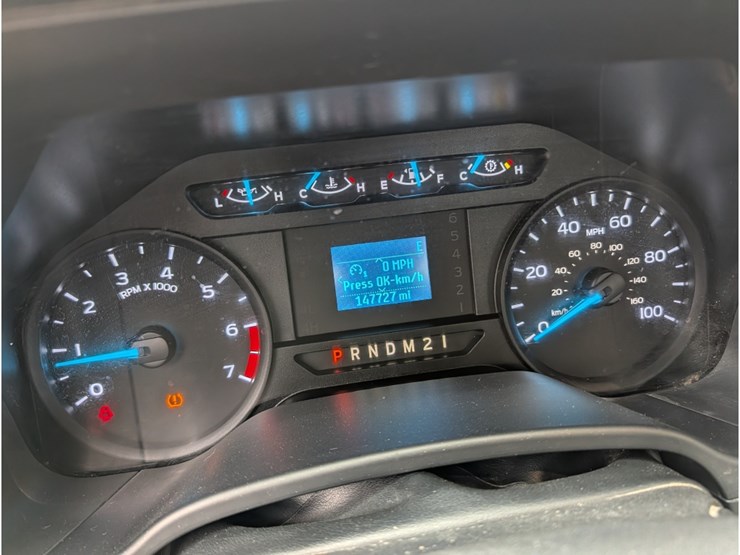 L H C H E F C H
6
5
4
3
2
1
E
0 MPH
Press OK-km/h
147727 mi
P R N D M 2 1
0 1 2 3 4 5 6 7
RPM X 1000
0 20 40 60 80 100
MPH
20 40 60 80 100 120 140 160
km/h